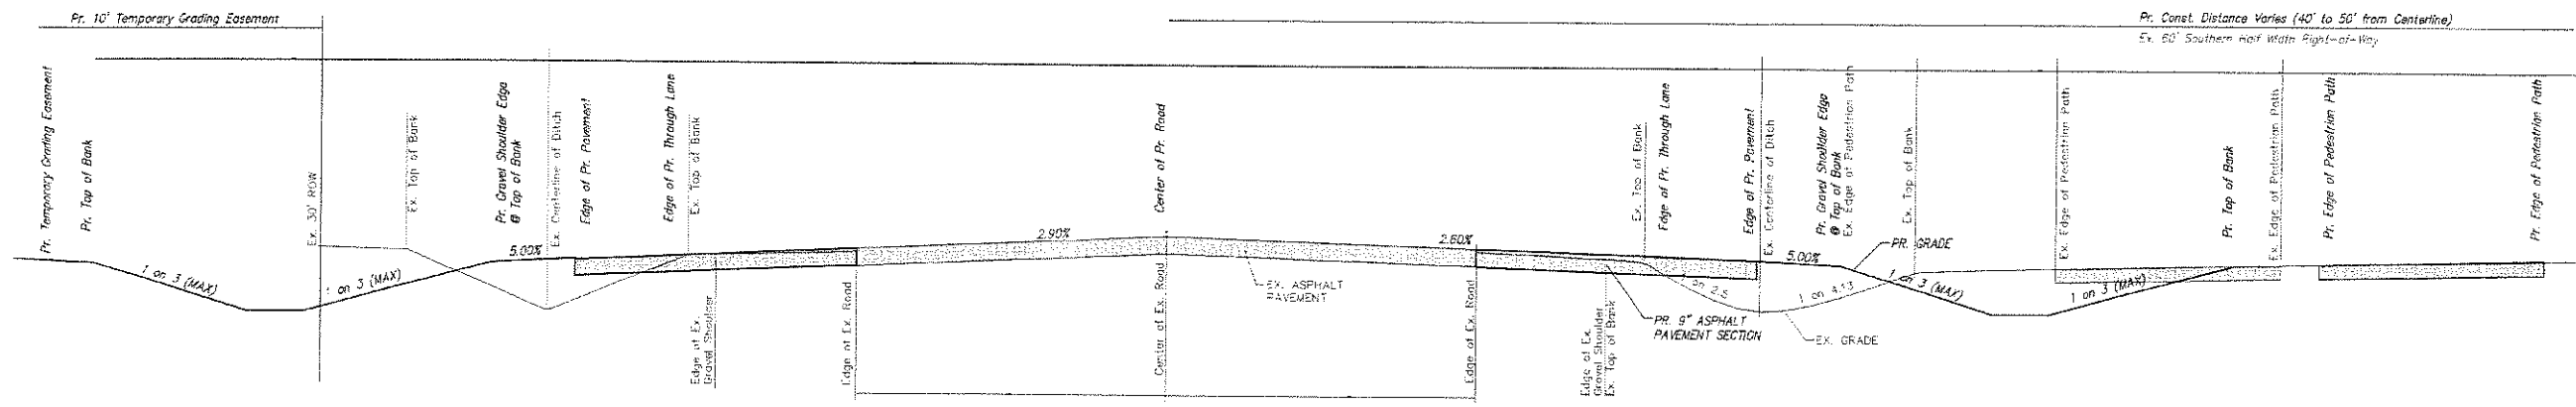 Pr. 10' Temporary Grading Easement
Pr. Const. Distance Varies (40' to 50' from Centerline)
Ex. 60' Southern Half Width Right-of-Way
Pr. Temporary Grading Easement
Pr. Top of Bank
Ex. 30' ROW
Ex. Top of Bank
Pr. Gravel Shoulder Edge
@ Top of Bank
Ex. Centerline of Ditch
Edge of Pr. Pavement
Edge of Pr. Through Lane
Ex. Top of Bank
Center of Pr. Road
Ex. Top of Bank
Edge of Pr. Through Lane
Edge of Pr. Pavement
Ex. Centerline of Ditch
Pr. Gravel Shoulder Edge
@ Top of Bank
Ex. Edge of Pedestrian Path
Ex. Top of Bank
Ex. Edge of Pedestrian Path
Pr. Top of Bank
Ex. Edge of Pedestrian Path
Pr. Edge of Pedestrian Path
Pr. Edge of Pedestrian Path
1 on 3 (MAX)
1 on 3 (MAX)
5.00%
2.90%
2.60%
5.00%
PR. GRADE
1 on 3 (MAX)
1 on 3 (MAX)
1 on 2.5
1 on 4.13
EX. ASPHALT
PAVEMENT
PR. 9" ASPHALT
PAVEMENT SECTION
EX. GRADE
Edge of Ex.
Gravel Shoulder
Edge of Ex. Road
Center of Ex. Road
Edge of Ex. Road
Edge of Ex.
Gravel Shoulder
Ex. Top of Bank